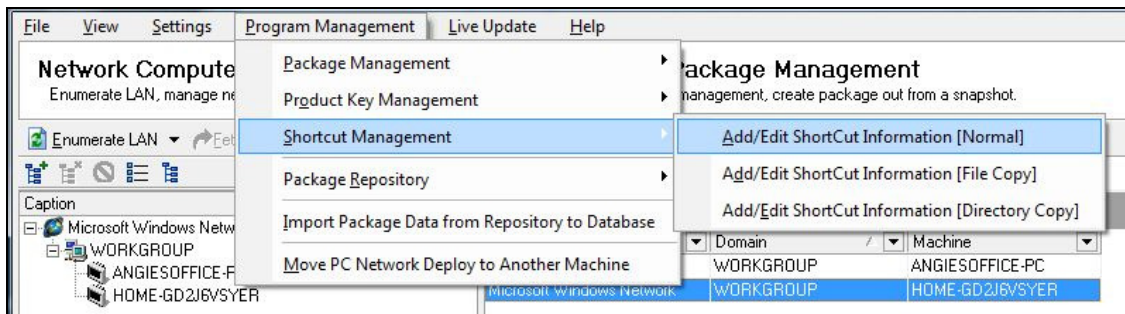 File View Settings Program Management Live Update Help
Network Compute
Enumerate LAN, manage ne
ackage Management
management, create package out from a snapshot.
Package Management
Product Key Management
Shortcut Management
Package Repository
Import Package Data from Repository to Database
Move PC Network Deploy to Another Machine
Add/Edit ShortCut Information [Normal]
Add/Edit ShortCut Information [File Copy]
Add/Edit ShortCut Information [Directory Copy]
Enumerate LAN Fet
Caption
Microsoft Windows Netw
WORKGROUP
ANGIESOFFICE-F
HOME-GD2J6VSYER
Domain / Machine
WORKGROUP ANGIESOFFICE-PC
Microsoft Windows Network WORKGROUP HOME-GD2J6VSYER